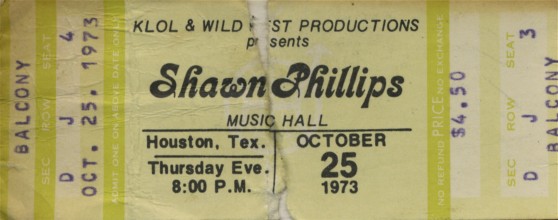 BALCONY
SEC ROW SEAT
D J 4
OCT. 25. 1973
ADMIT ONE ON ABOVE DATE ONLY
KLOL & WILD WEST PRODUCTIONS
presents
Shawn Phillips
MUSIC HALL
Houston, Tex.
Thursday Eve.
8:00 P.M.
OCTOBER
25
1973
NO REFUND PRICE NO EXCHANGE
$4.50
SEC ROW SEAT
D J 3
BALCONY